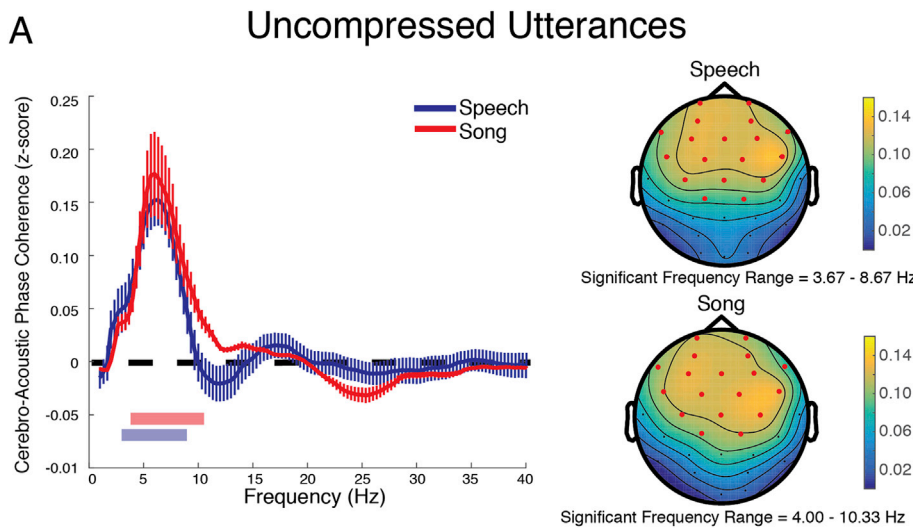 A
Uncompressed Utterances
Cerebro-Acoustic Phase Coherence (z-score)
0.25
0.20
0.15
0.10
0.05
0
-0.05
-0.01
0 5 10 15 20 25 30 35 40
Frequency (Hz)
Speech
Song
Speech
0.14
0.10
0.06
0.02
Significant Frequency Range = 3.67 - 8.67 Hz
Song
0.14
0.10
0.06
0.02
Significant Frequency Range = 4.00 - 10.33 Hz